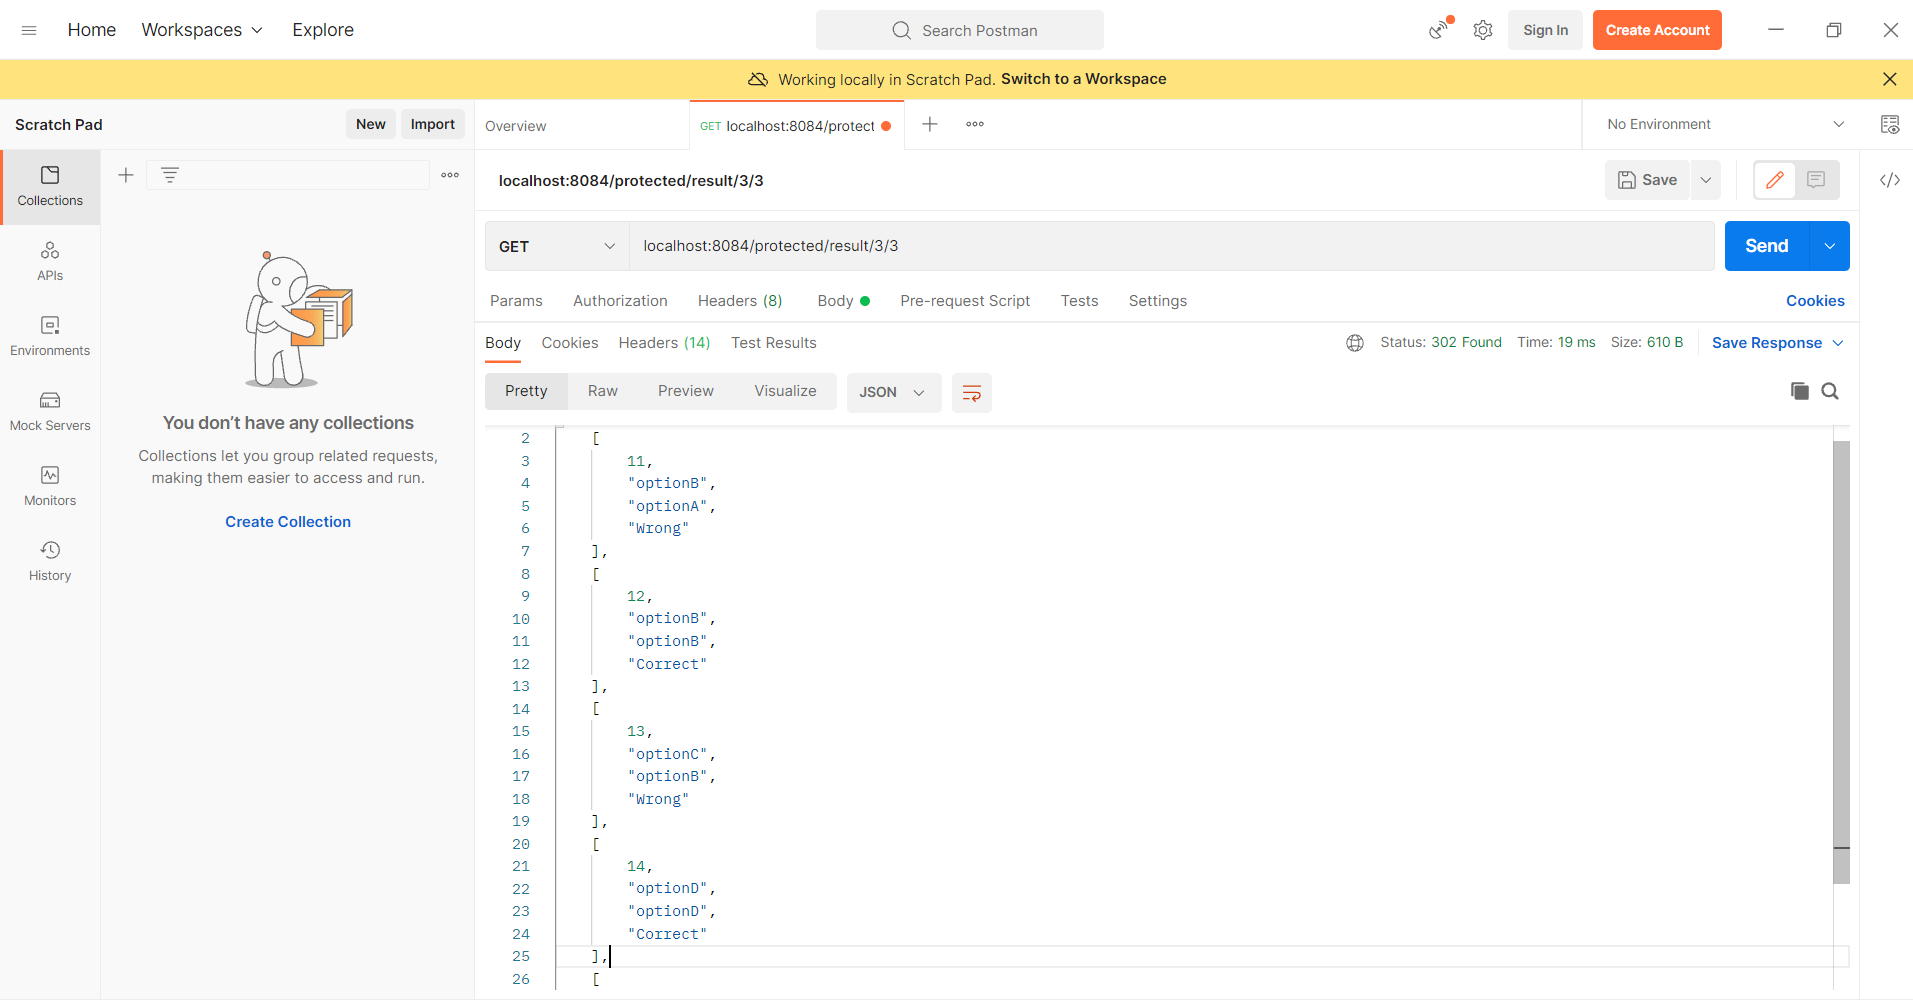 Home Workspaces Explore Search Postman Sign In Create Account
Working locally in Scratch Pad. Switch to a Workspace
Scratch Pad New Import Overview GET localhost:8084/protect No Environment
Collections
APIs
Environments
Mock Servers
Monitors
History
You don't have any collections
Collections let you group related requests,
making them easier to access and run.
Create Collection
localhost:8084/protected/result/3/3 Save
GET localhost:8084/protected/result/3/3 Send
Params Authorization Headers (8) Body Pre-request Script Tests Settings Cookies
Body Cookies Headers (14) Test Results Status: 302 Found Time: 19 ms Size: 610 B Save Response
Pretty Raw Preview Visualize JSON
2 [
3 11,
4 "optionB",
5 "optionA",
6 "Wrong"
7 ],
8 [
9 12,
10 "optionB",
11 "optionB",
12 "Correct"
13 ],
14 [
15 13,
16 "optionC",
17 "optionB",
18 "Wrong"
19 ],
20 [
21 14,
22 "optionD",
23 "optionD",
24 "Correct"
25 ],
26 [